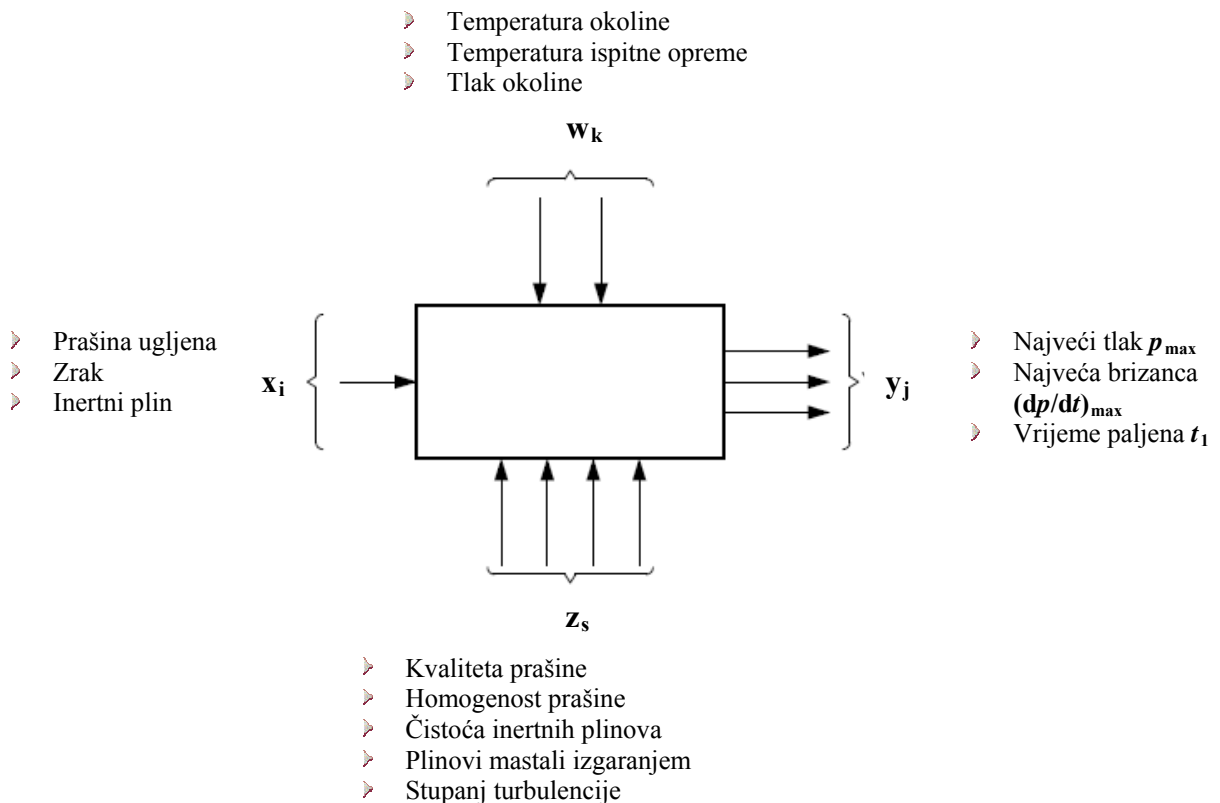 Temperatura okoline
Temperatura ispitne opreme
Tlak okoline
w_k
Prašina ugljena
Zrak
Inertni plin
x_i
y_j
Najveći tlak p_max
Najveća brizanca
(dp/dt)_max
Vrijeme paljena t_1
z_s
Kvaliteta prašine
Homogenost prašine
Čistoća inertnih plinova
Plinovi mastali izgaranjem
Stupanj turbulencije